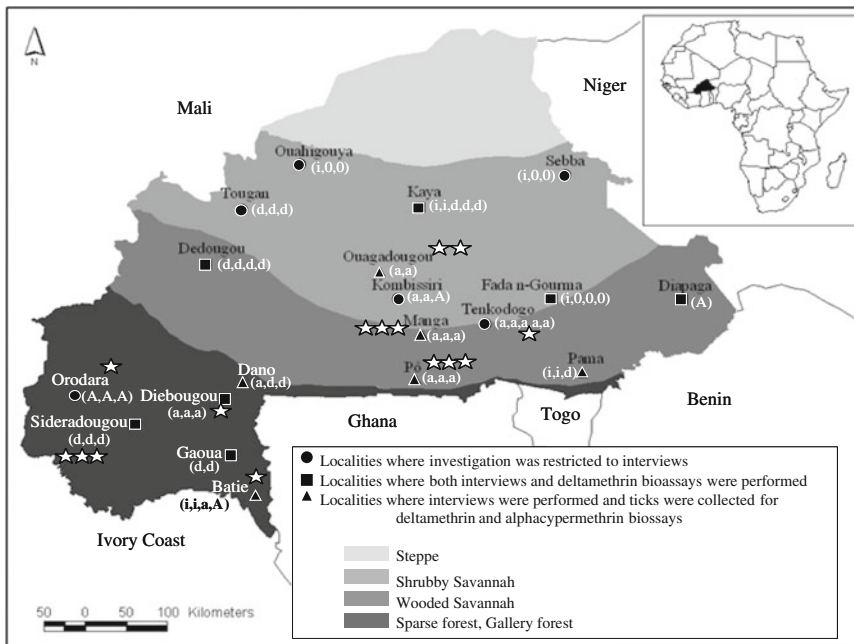 N
Mali
Niger
Ouahigouya
(i,0,0)
Sebba
(i,0,0)
Tougan
(d,d,d)
Kaya
(i,i,d,d,d)
Dedougou
(d,d,d,d)
Ouagadougou
(a,a)
Kombissiri
(a,a,A)
Fada n-Gourma
(i,0,0,0)
Diapaga
(A)
Tenkodogo
(a,a,a,a,a)
Manga
(a,a,a)
Pô
(a,a,a)
Pama
(i,i,d)
Dano
(a,d,d)
Orodara
(A,A,A)
Diebougou
(a,a,a)
Sideradougou
(d,d,d)
Gaoua
(d,d)
Batie
(i,i,a,A)
Ghana
Togo
Benin
Ivory Coast
Localities where investigation was restricted to interviews
Localities where both interviews and deltamethrin bioassays were performed
Localities where interviews were performed and ticks were collected for
deltamethrin and alphacypermethrin biossays
Steppe
Shrubby Savannah
Wooded Savannah
Sparse forest, Gallery forest
50 0 50 100 Kilometers